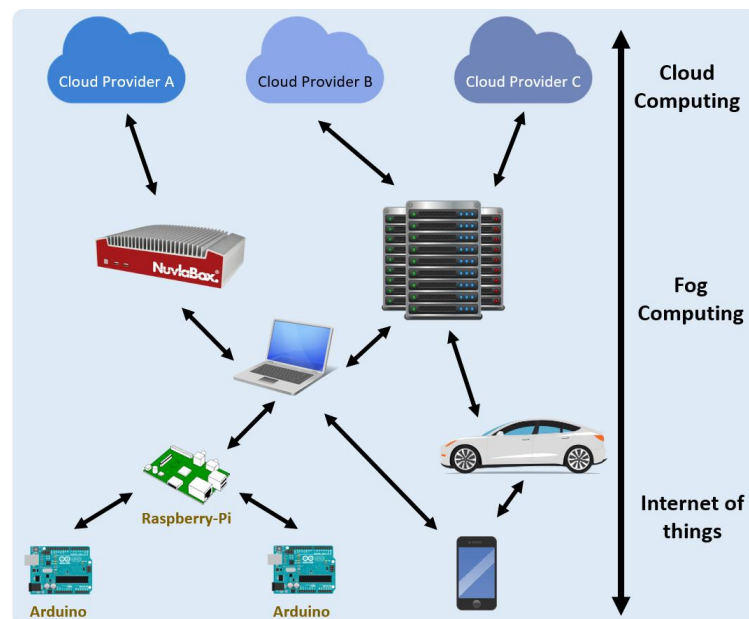 Cloud Provider A
Cloud Provider B
Cloud Provider C
Cloud
Computing
NuvlaBox®
Fog
Computing
Raspberry-Pi
Internet of
things
Arduino
Arduino